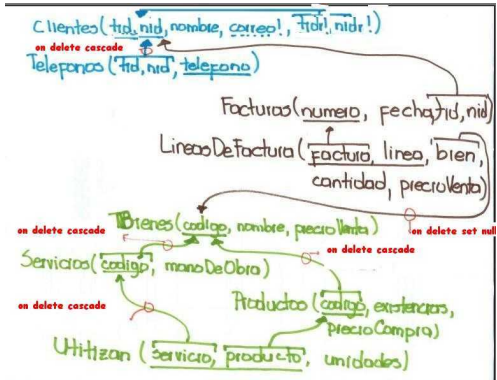 Clientes(tid, nid, nombre, correo!, tidr!, nidr!)
on delete cascade
Telefonos(tid, nid, telefono)
Facturas(numero, fecha, tid, nid)
LineasDeFactura(factura, linea, bien,
cantidad, precioVenta)
on delete set null
Bienes(codigo, nombre, precioVenta)
on delete cascade
on delete cascade
Servicios(codigo, manoDeObra)
on delete cascade
Productos(codigo, existencias,
precioCompra)
Utilizan(servicio, producto, unidades)